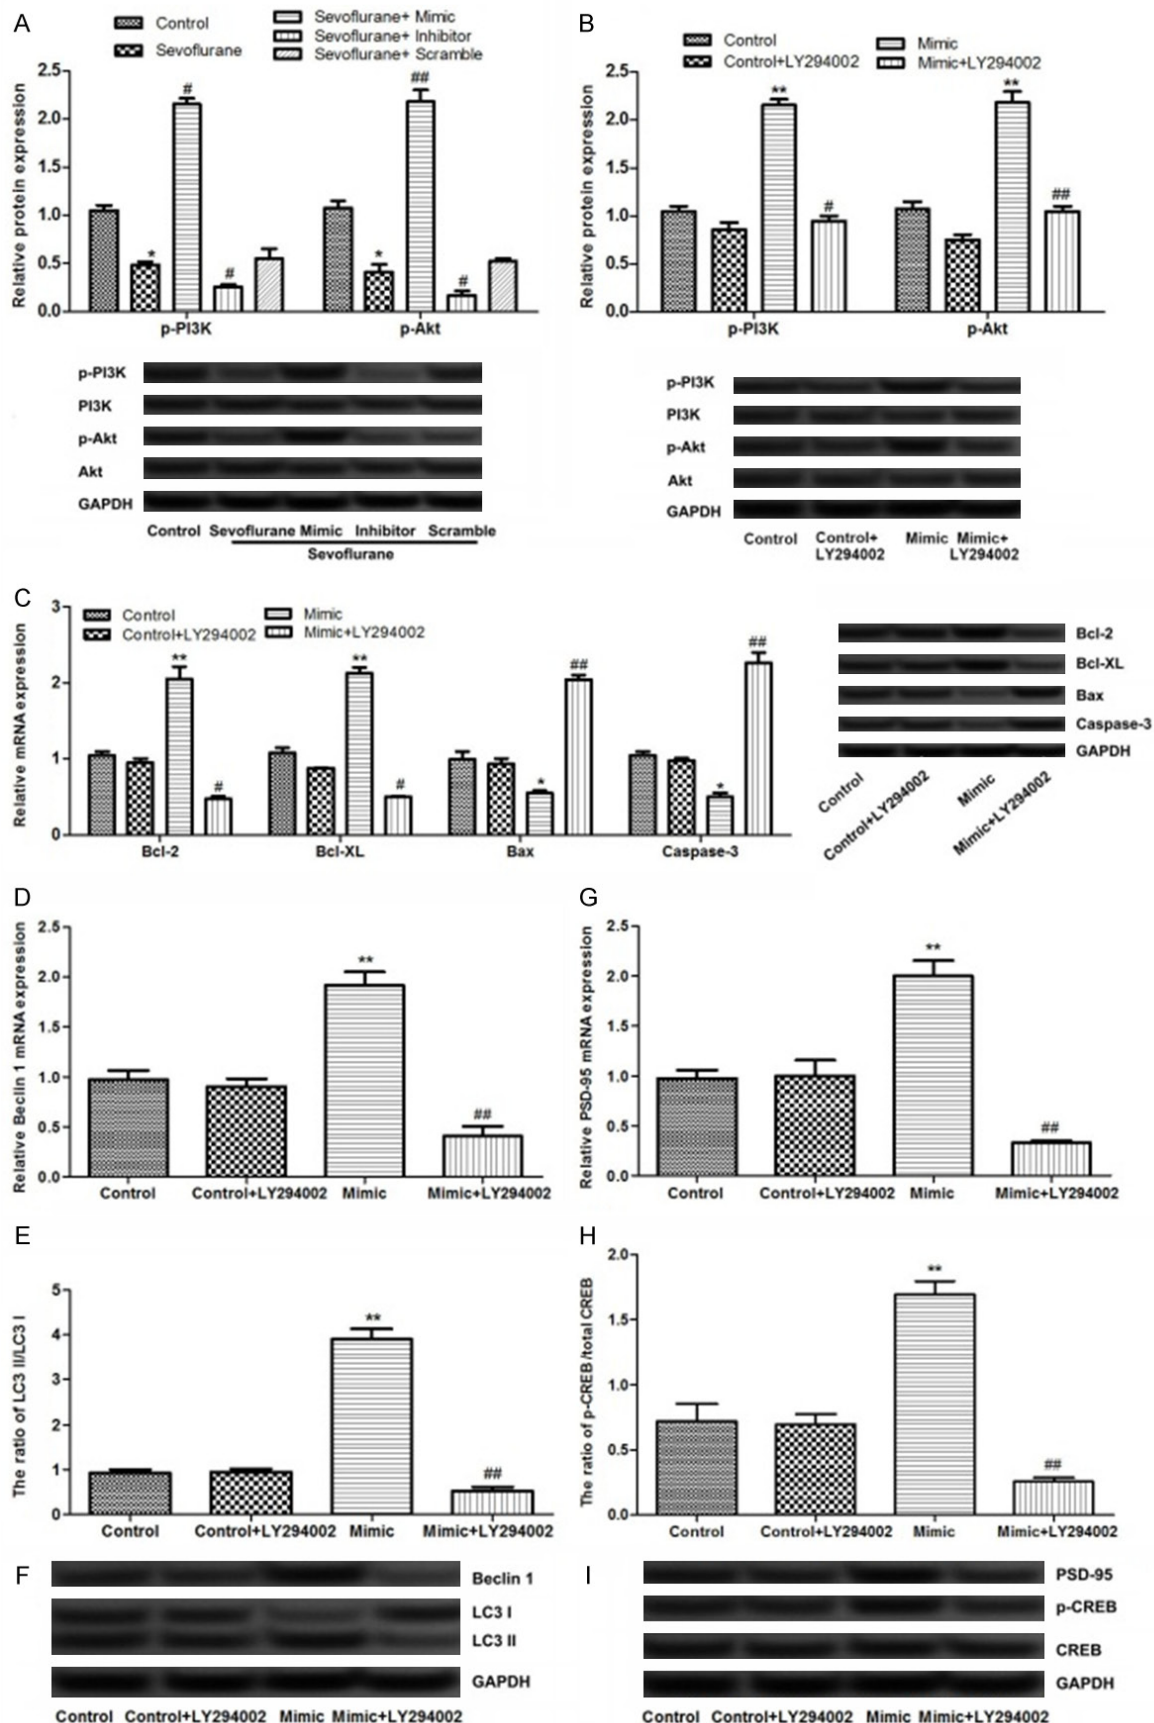 A
Control
Sevoflurane
Sevoflurane+ Mimic
Sevoflurane+ Inhibitor
Sevoflurane+ Scramble
Relative protein expression
2.5
2.0
1.5
1.0
0.5
0.0
* # # * ## #
p-PI3K p-Akt
p-PI3K
PI3K
p-Akt
Akt
GAPDH
Control Sevoflurane Mimic Inhibitor Scramble
Sevoflurane
B
Control
Control+LY294002
Mimic
Mimic+LY294002
Relative protein expression
2.5
2.0
1.5
1.0
0.5
0.0
** # ** ##
p-PI3K p-Akt
p-PI3K
PI3K
p-Akt
Akt
GAPDH
Control Control+ Mimic Mimic+
LY294002 LY294002
C
Control
Control+LY294002
Mimic
Mimic+LY294002
Relative mRNA expression
3
2
1
0
** # ** # * ## * ##
Bcl-2 Bcl-XL Bax Caspase-3
Bcl-2
Bcl-XL
Bax
Caspase-3
GAPDH
Control
Control+LY294002
Mimic
Mimic+LY294002
D
Relative Beclin 1 mRNA expression
2.5
2.0
1.5
1.0
0.5
0.0
** ##
Control Control+LY294002 Mimic Mimic+LY294002
G
Relative PSD-95 mRNA expression
2.5
2.0
1.5
1.0
0.5
0.0
** ##
Control Control+LY294002 Mimic Mimic+LY294002
E
The ratio of LC3 II/LC3 I
5
4
3
2
1
0
** ##
Control Control+LY294002 Mimic Mimic+LY294002
H
The ratio of p-CREB/total CREB
2.0
1.5
1.0
0.5
0.0
** ##
Control Control+LY294002 Mimic Mimic+LY294002
F
Beclin 1
LC3 I
LC3 II
GAPDH
Control Control+LY294002 Mimic Mimic+LY294002
I
PSD-95
p-CREB
CREB
GAPDH
Control Control+LY294002 Mimic Mimic+LY294002